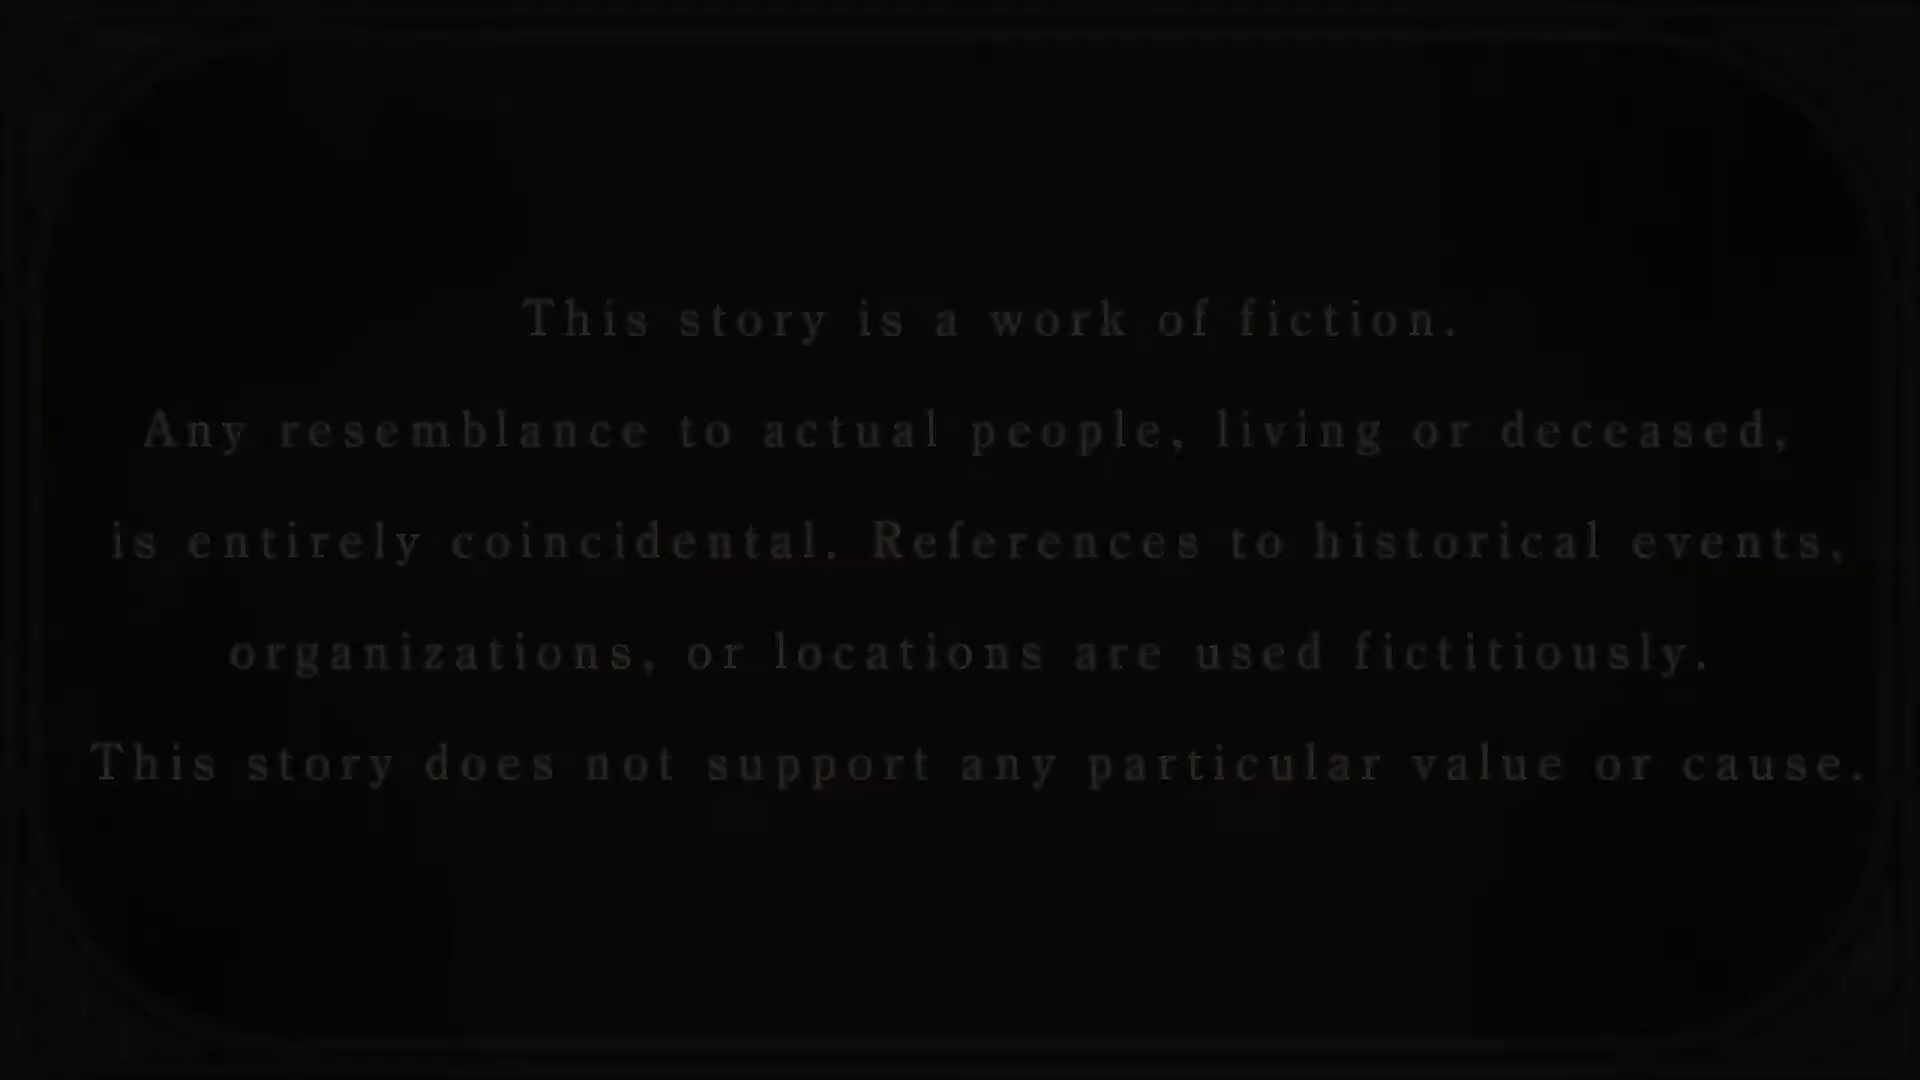 This story is a work of fiction.
Any resemblance to actual people, living or deceased,
is entirely coincidental. References to historical events,
organizations, or locations are used fictitiously.
This story does not support any particular value or cause.